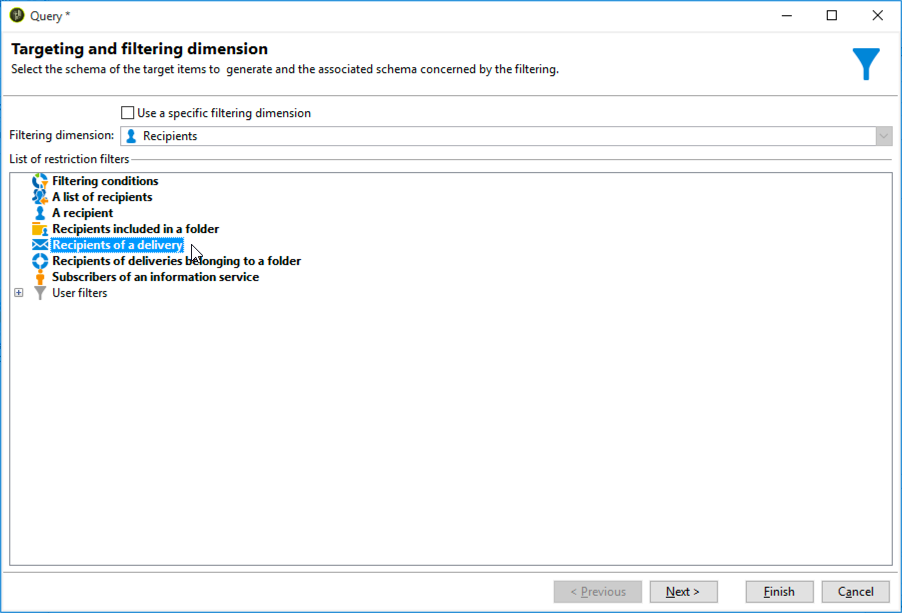 Query *
Targeting and filtering dimension
Select the schema of the target items to  generate and the associated schema concerned by the filtering.
Use a specific filtering dimension
Filtering dimension: Recipients
List of restriction filters
Filtering conditions
A list of recipients
A recipient
Recipients included in a folder
Recipients of a delivery
Recipients of deliveries belonging to a folder
Subscribers of an information service
User filters
< Previous Next > Finish Cancel